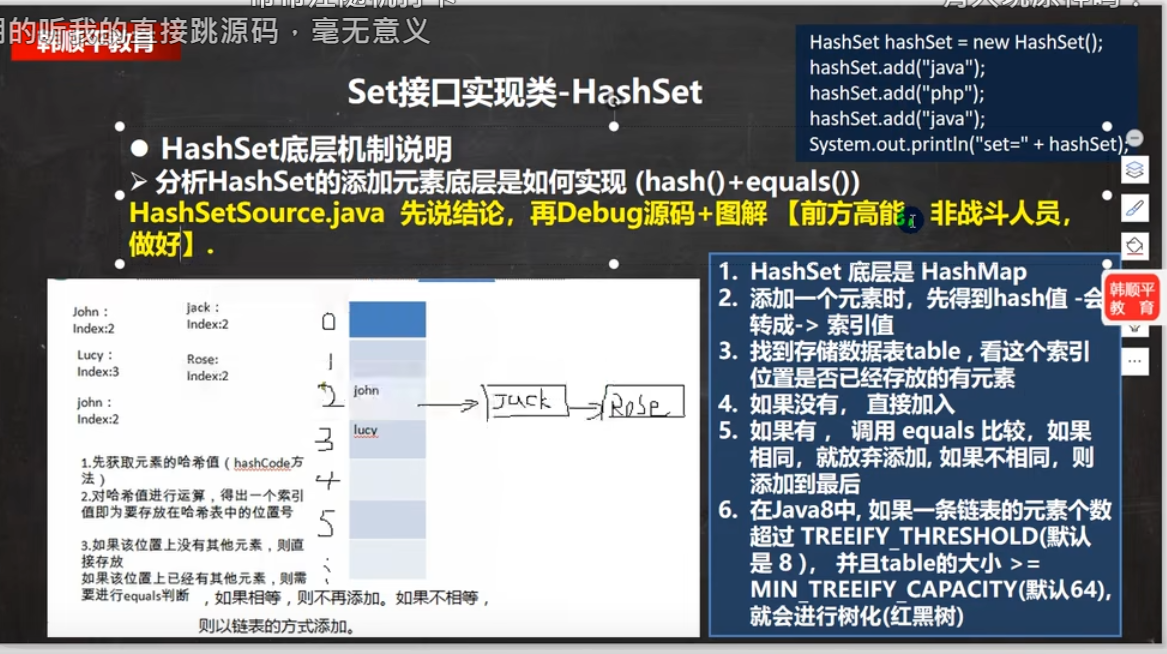 的听我的直接跳源码，毫无意义
韩顺平教育
HashSet hashSet = new HashSet();
hashSet.add("java");
hashSet.add("php");
hashSet.add("java");
System.out.println("set=" + hashSet);
Set接口实现类-HashSet
● HashSet底层机制说明
➢ 分析HashSet的添加元素底层是如何实现 (hash()+equals())
HashSetSource.java 先说结论，再Debug源码+图解 【前方高能，非战斗人员，
做好】.
John：
Index:2
jack：
Index:2
Lucy：
Index:3
Rose:
Index:2
john：
Index:2
0
1
2
3
4
5
john
lucy
Jack
Rose
1.先获取元素的哈希值（hashCode方
法）
2.对哈希值进行运算，得出一个索引
值即为要存放在哈希表中的位置号
3.如果该位置上没有其他元素，则直
接存放
如果该位置上已经有其他元素，则需
要进行equals判断 ，如果相等，则不再添加。如果不相等，
则以链表的方式添加。
1. HashSet 底层是 HashMap
2. 添加一个元素时，先得到hash值 -会
转成-> 索引值
3. 找到存储数据表table , 看这个索引
位置是否已经存放的有元素
4. 如果没有， 直接加入
5. 如果有 ， 调用 equals 比较，如果
相同，就放弃添加, 如果不相同，则
添加到最后
6. 在Java8中, 如果一条链表的元素个数
超过 TREEIFY_THRESHOLD(默认
是 8 )， 并且table的大小 >=
MIN_TREEIFY_CAPACITY(默认64),
就会进行树化(红黑树)
韩顺平
教 育